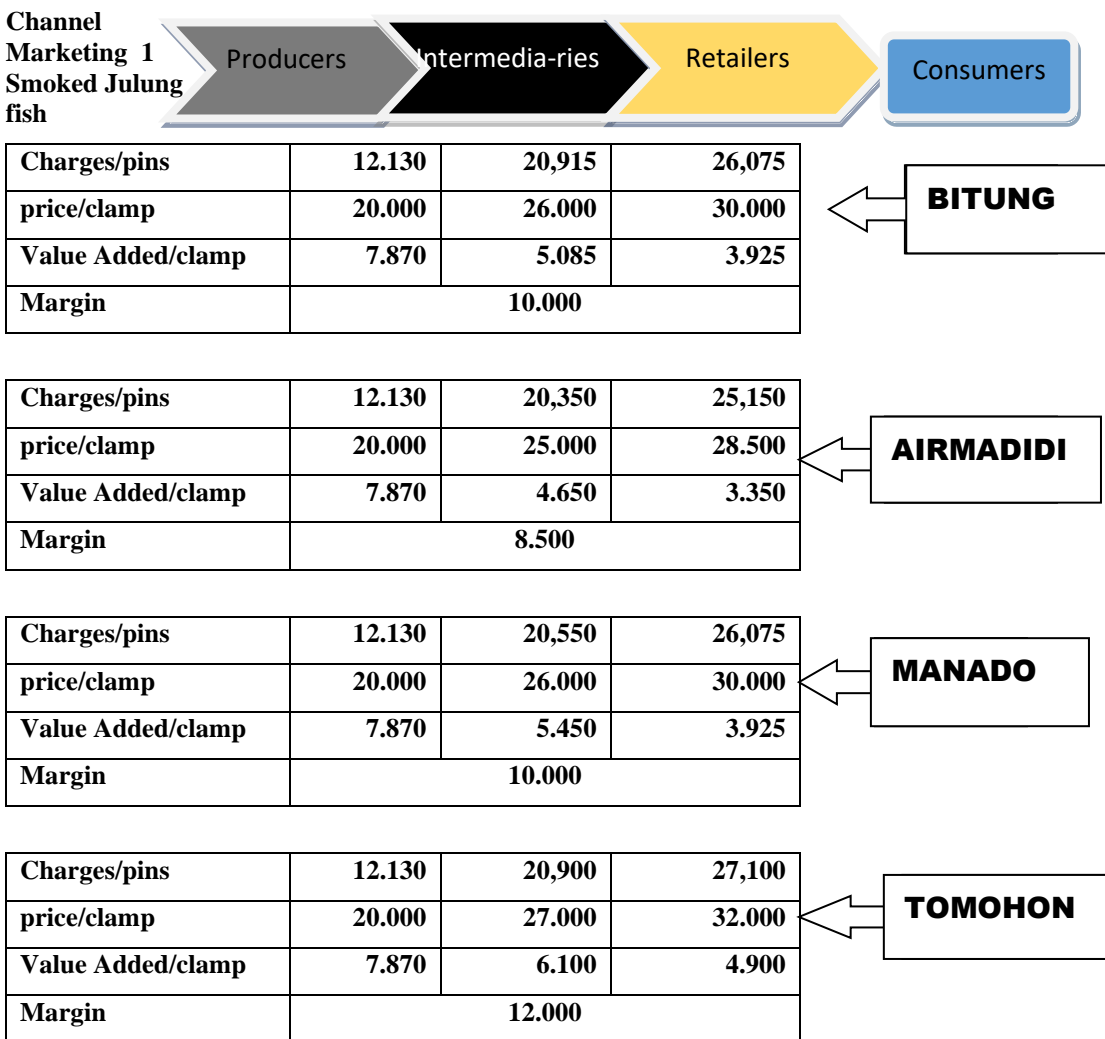 Channel
Marketing 1
Smoked Julung
fish
Producers
ntermedia-ries
Retailers
Consumers
Charges/pins 12.130 20,915 26,075
price/clamp 20.000 26.000 30.000
Value Added/clamp 7.870 5.085 3.925
Margin 10.000
BITUNG
Charges/pins 12.130 20,350 25,150
price/clamp 20.000 25.000 28.500
Value Added/clamp 7.870 4.650 3.350
Margin 8.500
AIRMADIDI
Charges/pins 12.130 20,550 26,075
price/clamp 20.000 26.000 30.000
Value Added/clamp 7.870 5.450 3.925
Margin 10.000
MANADO
Charges/pins 12.130 20,900 27,100
price/clamp 20.000 27.000 32.000
Value Added/clamp 7.870 6.100 4.900
Margin 12.000
TOMOHON